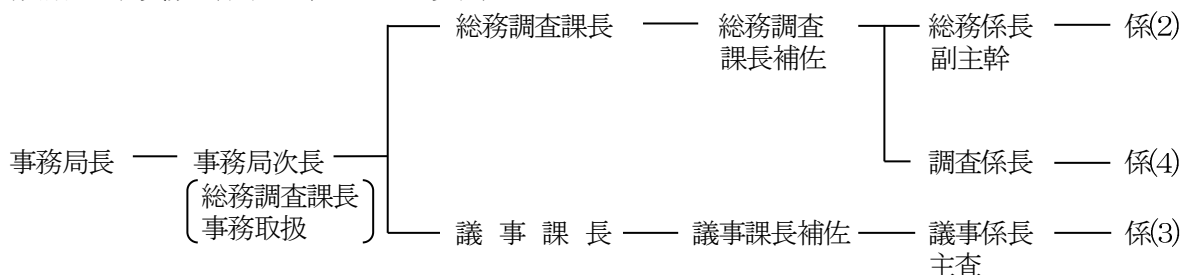 総務調査課長 総務調査 総務係長 係(2)
課長補佐 副主幹
事務局長 事務局次長 調査係長 係(4)
総務調査課長
事務取扱
議事課長 議事課長補佐 議事係長 係(3)
主査